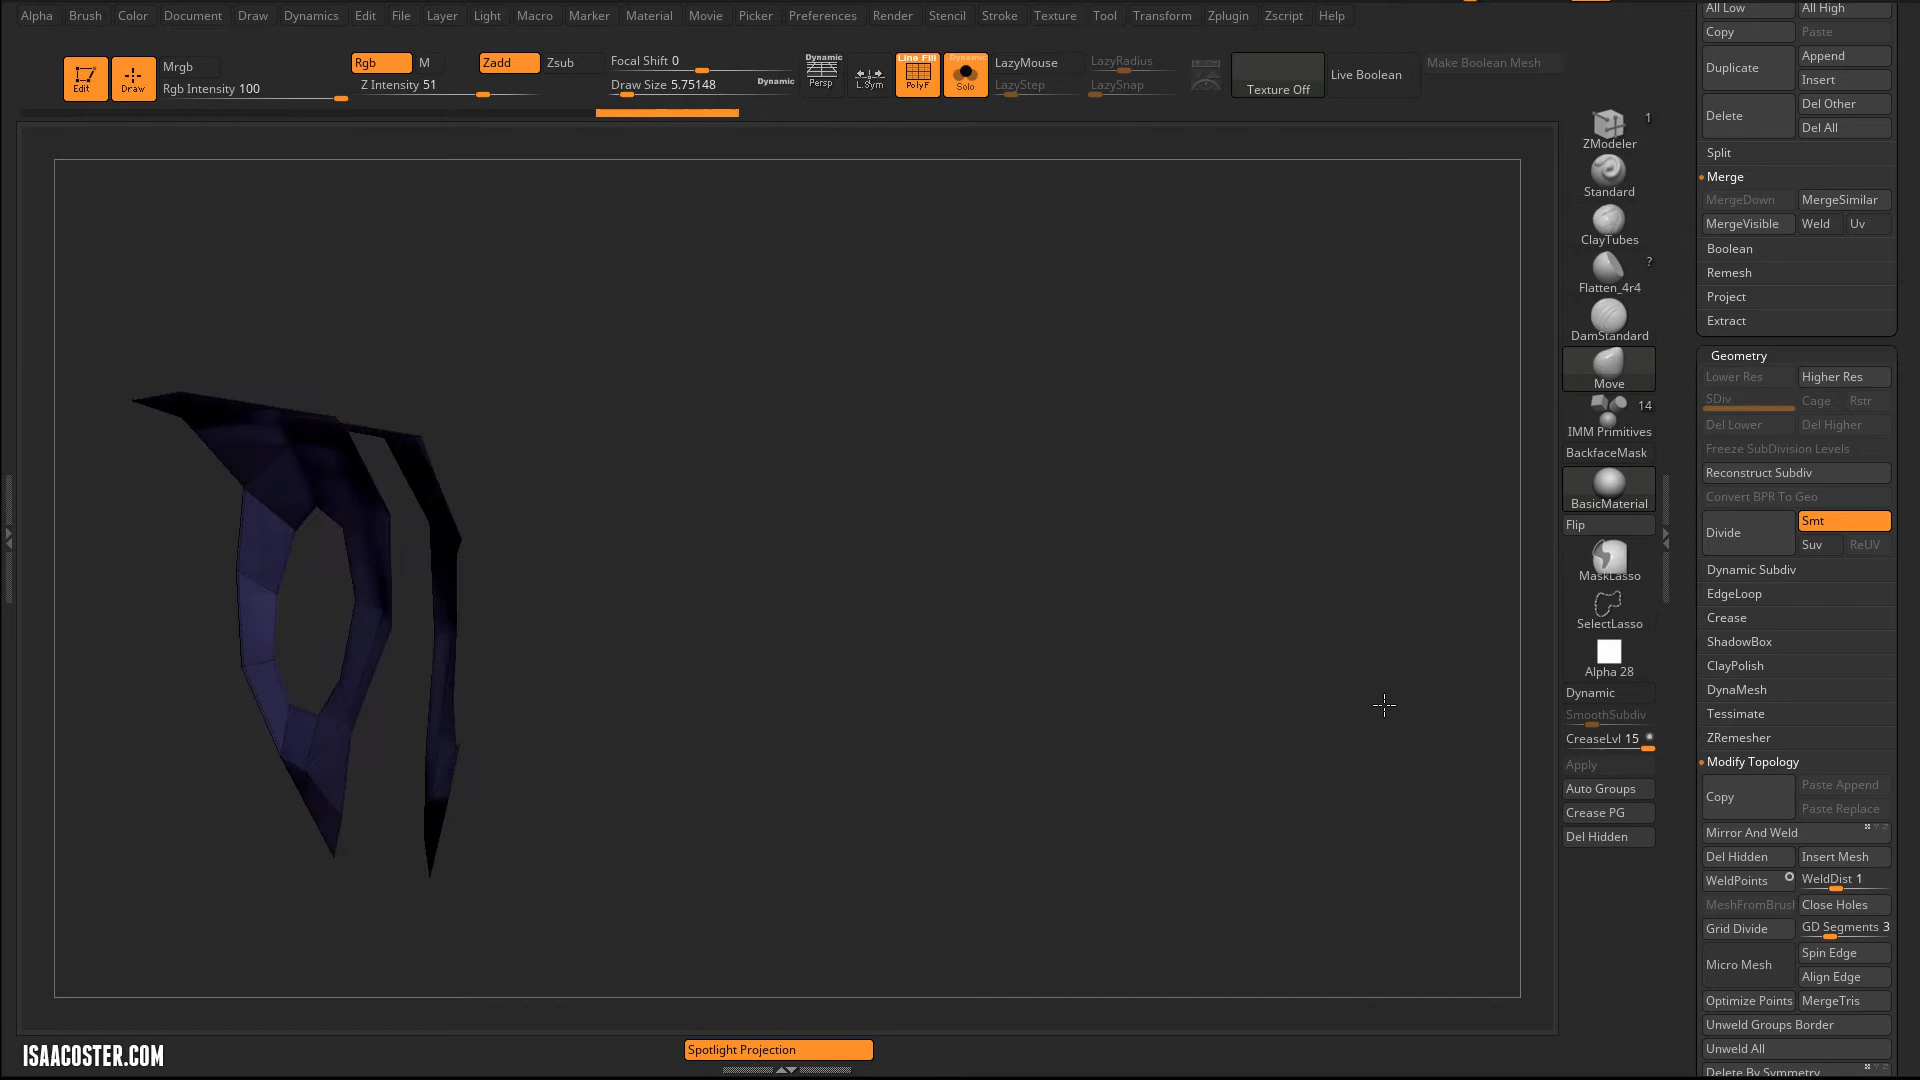 Alpha Brush Color Document Draw Dynamics Edit File Layer Light Macro Marker Material Movie Picker Preferences Render Stencil Stroke Texture Tool Transform Zplugin Zscript Help
Edit
Draw
Mrgb
Rgb Intensity 100
Rgb
M
Z Intensity 51
Zadd
Zsub
Focal Shift 0
Draw Size 5.75148
Dynamic
Dynamic
Persp
L.Sym
Line Fill
PolyF
Dynamic
Solo
LazyMouse
LazyStep
LazyRadius
LazySnap
Texture Off
Live Boolean
Make Boolean Mesh
1
ZModeler
Standard
ClayTubes
?
Flatten_4r4
DamStandard
Move
14
IMM Primitives
BackfaceMask
BasicMaterial
Flip
MaskLasso
SelectLasso
Alpha 28
Dynamic
SmoothSubdiv
CreaseLvl 15
Apply
Auto Groups
Crease PG
Del Hidden
All Low All High
Copy Paste
Duplicate
Append
Insert
Delete
Del Other
Del All
Split
Merge
MergeDown MergeSimilar
MergeVisible Weld Uv
Boolean
Remesh
Project
Extract
Geometry
Lower Res Higher Res
SDiv Cage Rstr
Del Lower Del Higher
Freeze SubDivision Levels
Reconstruct Subdiv
Convert BPR To Geo
Divide
Smt
Suv ReUV
Dynamic Subdiv
EdgeLoop
Crease
ShadowBox
ClayPolish
DynaMesh
Tessimate
ZRemesher
Modify Topology
Copy
Paste Append
Paste Replace
Mirror And Weld
Del Hidden Insert Mesh
WeldPoints WeldDist 1
MeshFromBrus Close Holes
Grid Divide GD Segments 3
Micro Mesh
Spin Edge
Align Edge
Optimize Points MergeTris
Unweld Groups Border
Unweld All
Delete By Symmetry
ISAACOSTER.COM
Spotlight Projection